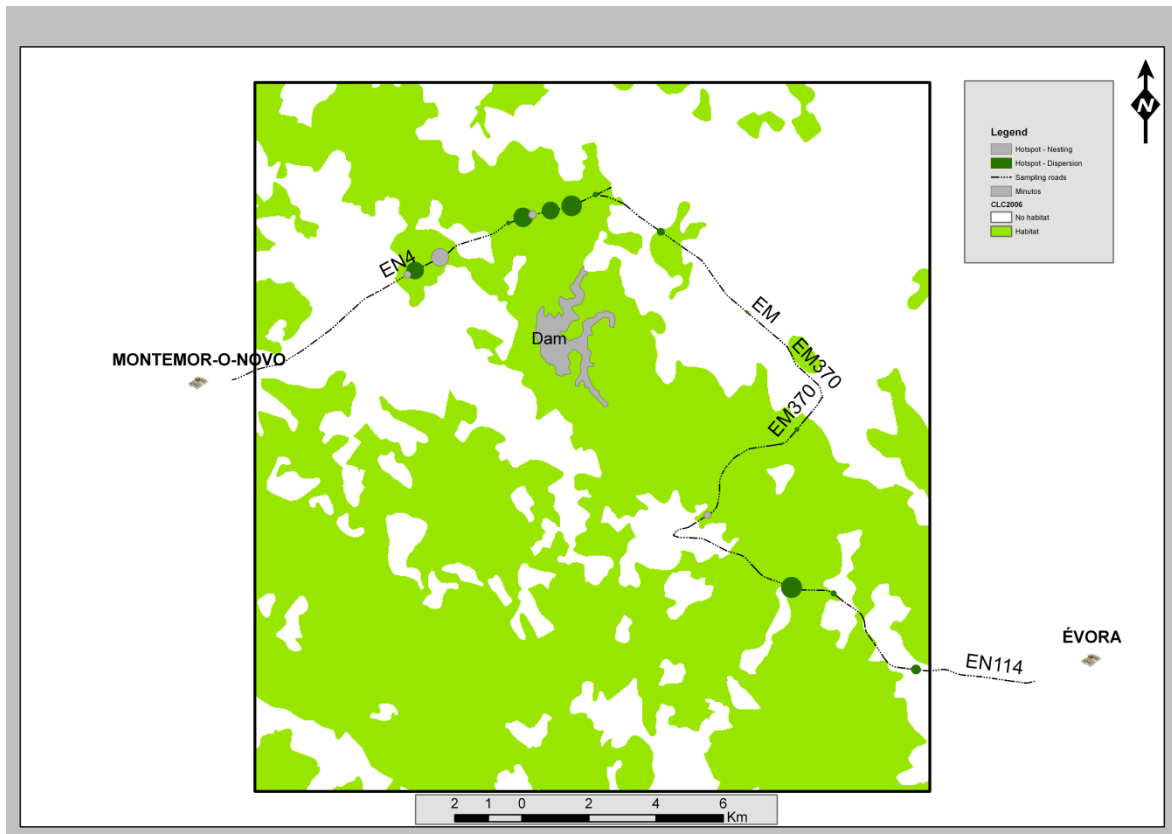 N
Legend
Hotspot - Nesting
Hotspot - Dispersion
Sampling roads
Minutos
CLC2006
No habitat
Habitat
EN4
EM
Dam
MONTEMOR-O-NOVO
EM370
EM370
ÉVORA
EN114
2 1 0 2 4 6
Km